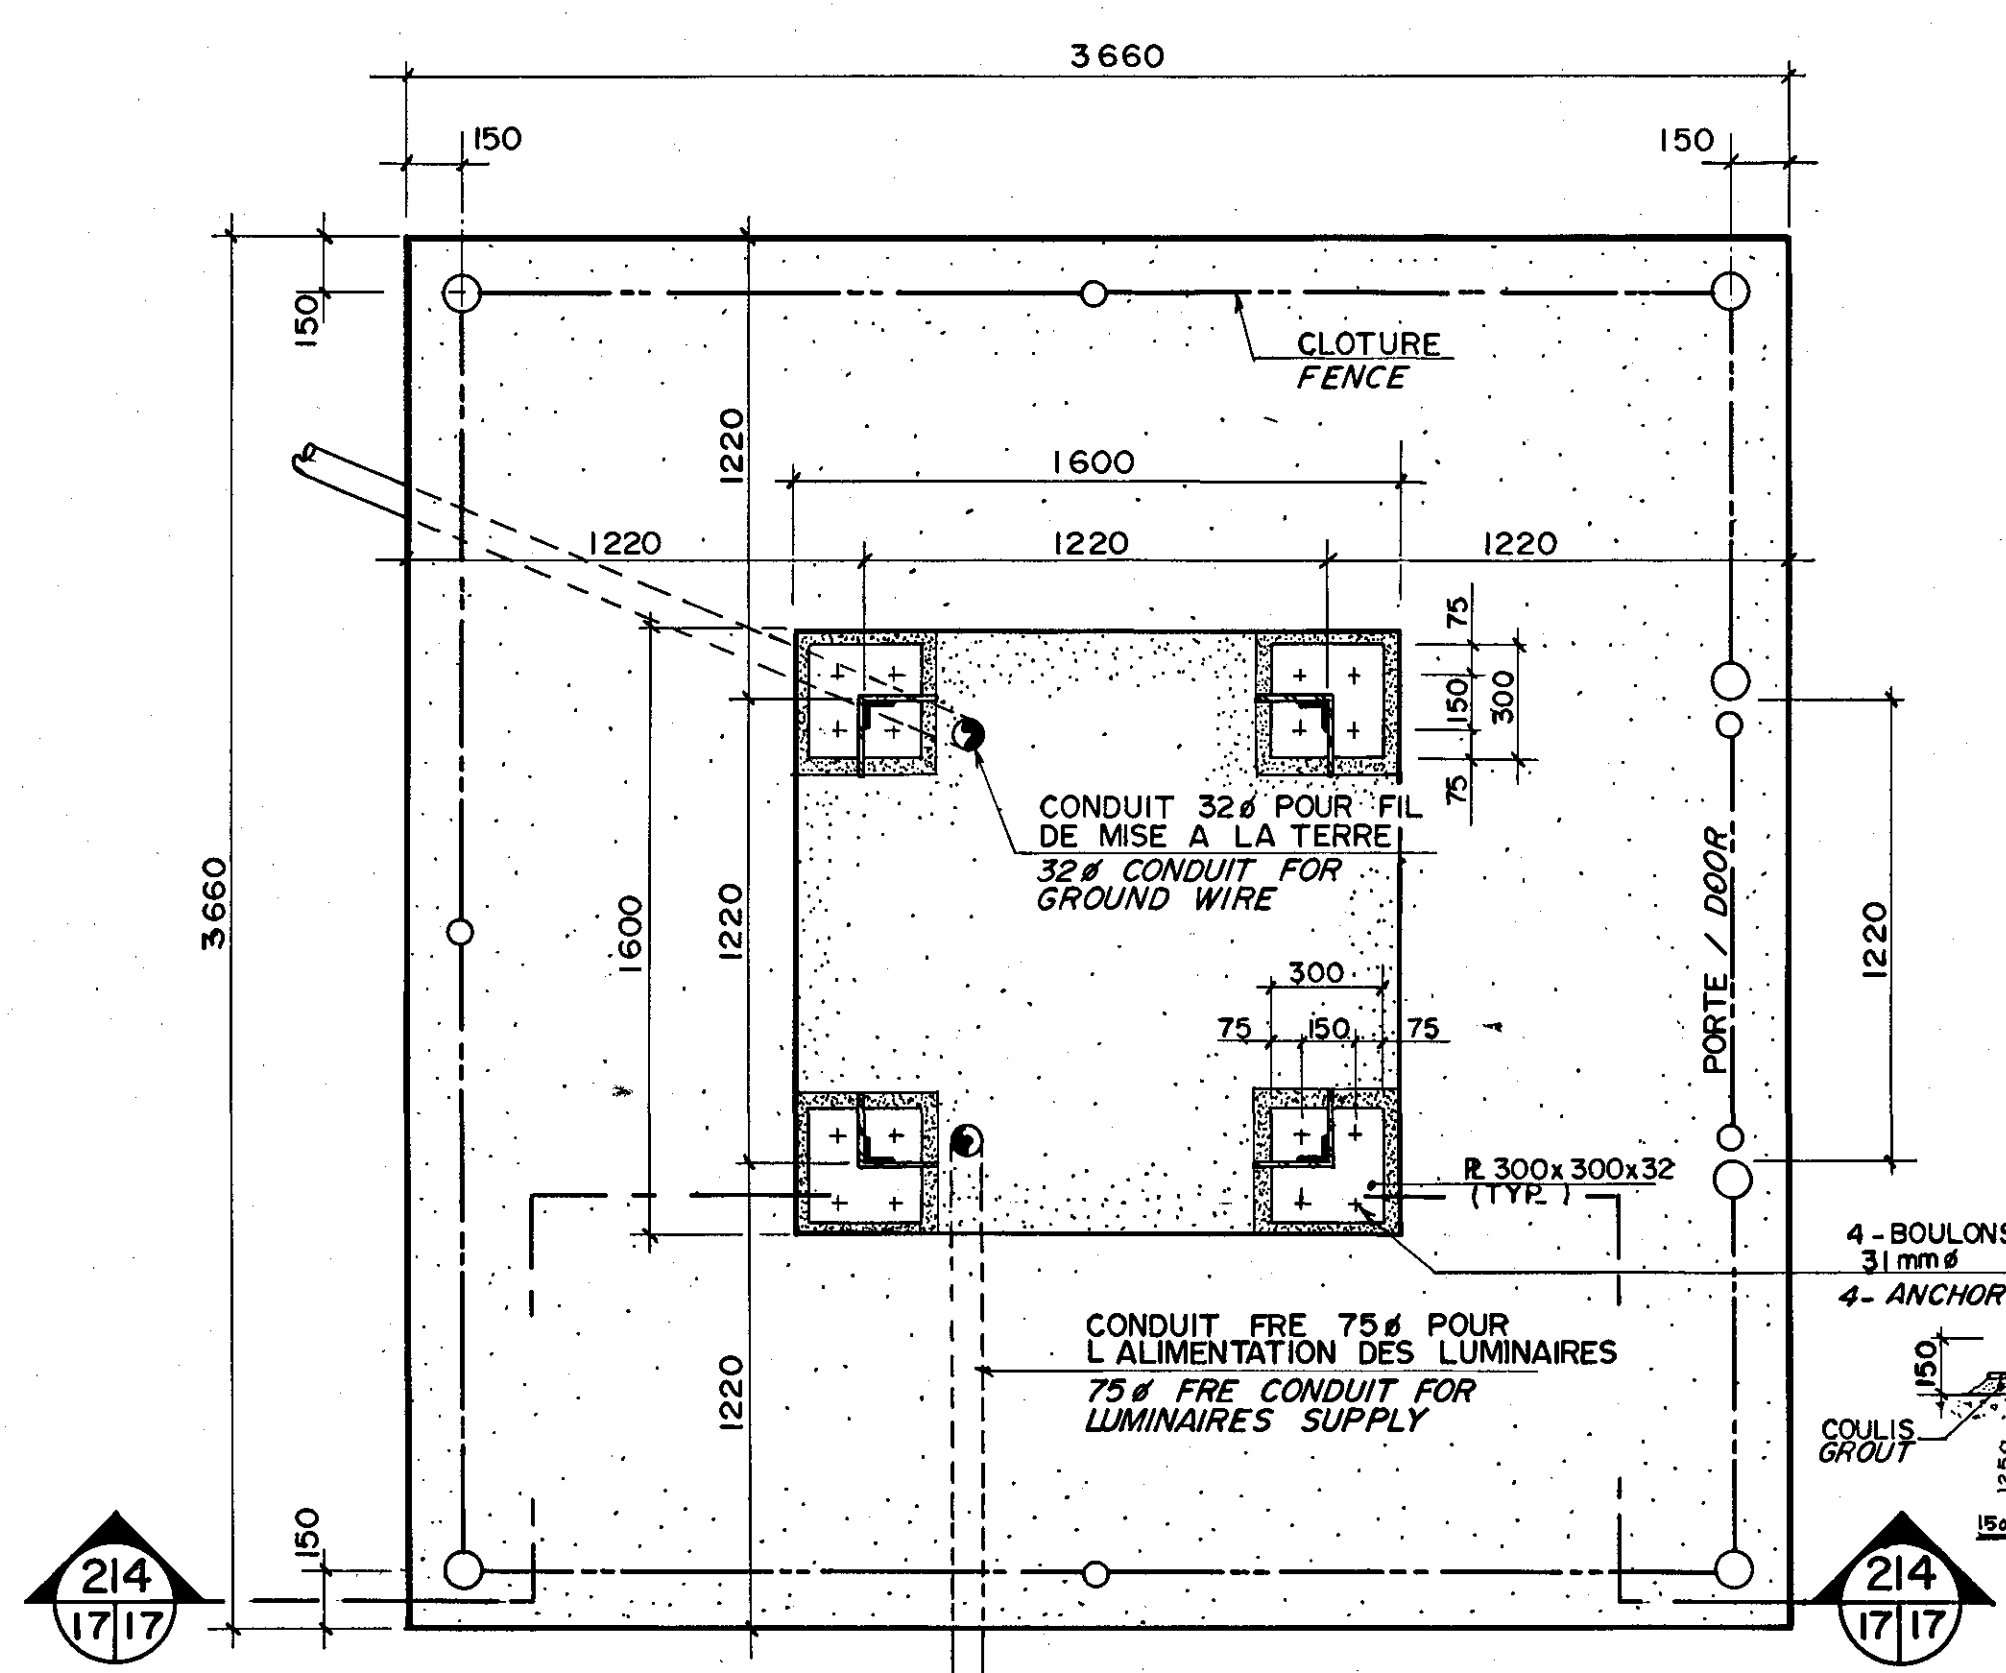 3660
150
150
150
CLOTURE
FENCE
1220
1600
1220
1220
1220
75
150
300
75
CONDUIT 32ø POUR FIL
DE MISE A LA TERRE
32ø CONDUIT FOR
GROUND WIRE
3660
1600
1220
PORTE / DOOR
1220
300
75
150
75
PL 300x300x32
(TYP.)
4-BOULONS
31mmø
4- ANCHOR
CONDUIT FRE 75ø POUR
L ALIMENTATION DES LUMINAIRES
75ø FRE CONDUIT FOR
LUMINAIRES SUPPLY
1220
150
COULIS
GROUT
150
214
17 17
214
17 17